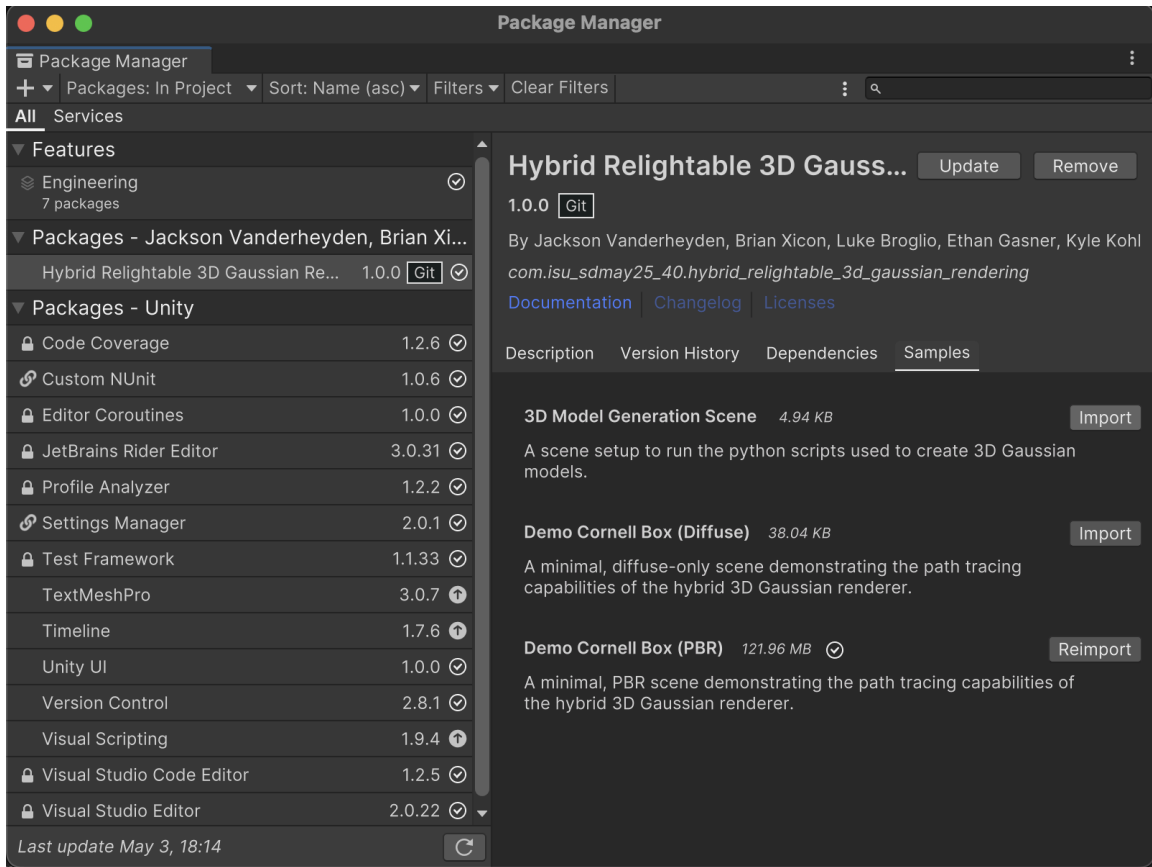 Package Manager
Package Manager
+ Packages: In Project Sort: Name (asc) Filters Clear Filters
All Services
Features
Engineering
7 packages
Packages - Jackson Vanderheyden, Brian Xi...
Hybrid Relightable 3D Gaussian Re... 1.0.0 Git
Packages - Unity
Code Coverage 1.2.6
Custom NUnit 1.0.6
Editor Coroutines 1.0.0
JetBrains Rider Editor 3.0.31
Profile Analyzer 1.2.2
Settings Manager 2.0.1
Test Framework 1.1.33
TextMeshPro 3.0.7
Timeline 1.7.6
Unity UI 1.0.0
Version Control 2.8.1
Visual Scripting 1.9.4
Visual Studio Code Editor 1.2.5
Visual Studio Editor 2.0.22
Last update May 3, 18:14
Hybrid Relightable 3D Gauss... Update Remove
1.0.0 Git
By Jackson Vanderheyden, Brian Xicon, Luke Broglio, Ethan Gasner, Kyle Kohl
com.isu_sdmay25_40.hybrid_relightable_3d_gaussian_rendering
Documentation Changelog Licenses
Description Version History Dependencies Samples
3D Model Generation Scene 4.94 KB Import
A scene setup to run the python scripts used to create 3D Gaussian
models.
Demo Cornell Box (Diffuse) 38.04 KB Import
A minimal, diffuse-only scene demonstrating the path tracing
capabilities of the hybrid 3D Gaussian renderer.
Demo Cornell Box (PBR) 121.96 MB Reimport
A minimal, PBR scene demonstrating the path tracing capabilities of
the hybrid 3D Gaussian renderer.